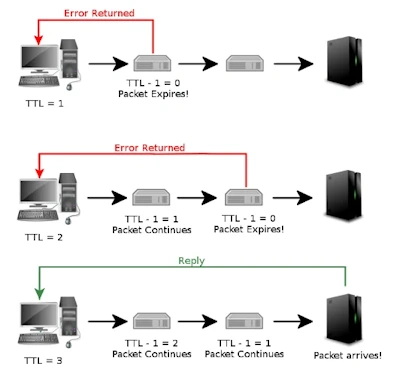 Error Returned
TTL = 1
TTL - 1 = 0
Packet Expires!
Error Returned
TTL = 2
TTL - 1 = 1
Packet Continues
TTL - 1 = 0
Packet Expires!
Reply
TTL = 3
TTL - 1 = 2
Packet Continues
TTL - 1 = 1
Packet Continues
Packet arrives!